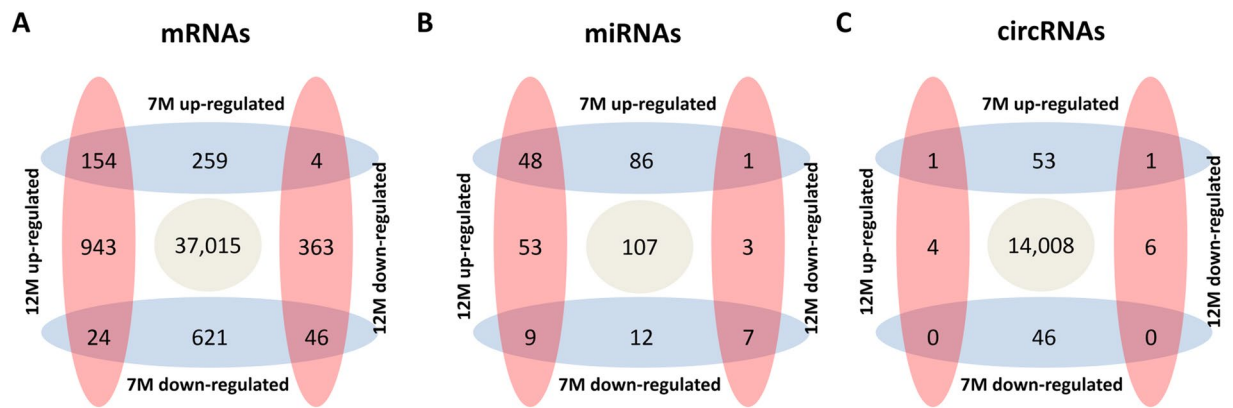 A
mRNAs
7M up-regulated
154 259 4
12M up-regulated
943 37,015 363
12M down-regulated
24 621 46
7M down-regulated
B
miRNAs
7M up-regulated
48 86 1
12M up-regulated
53 107 3
12M down-regulated
9 12 7
7M down-regulated
C
circRNAs
7M up-regulated
1 53 1
12M up-regulated
4 14,008 6
12M down-regulated
0 46 0
7M down-regulated